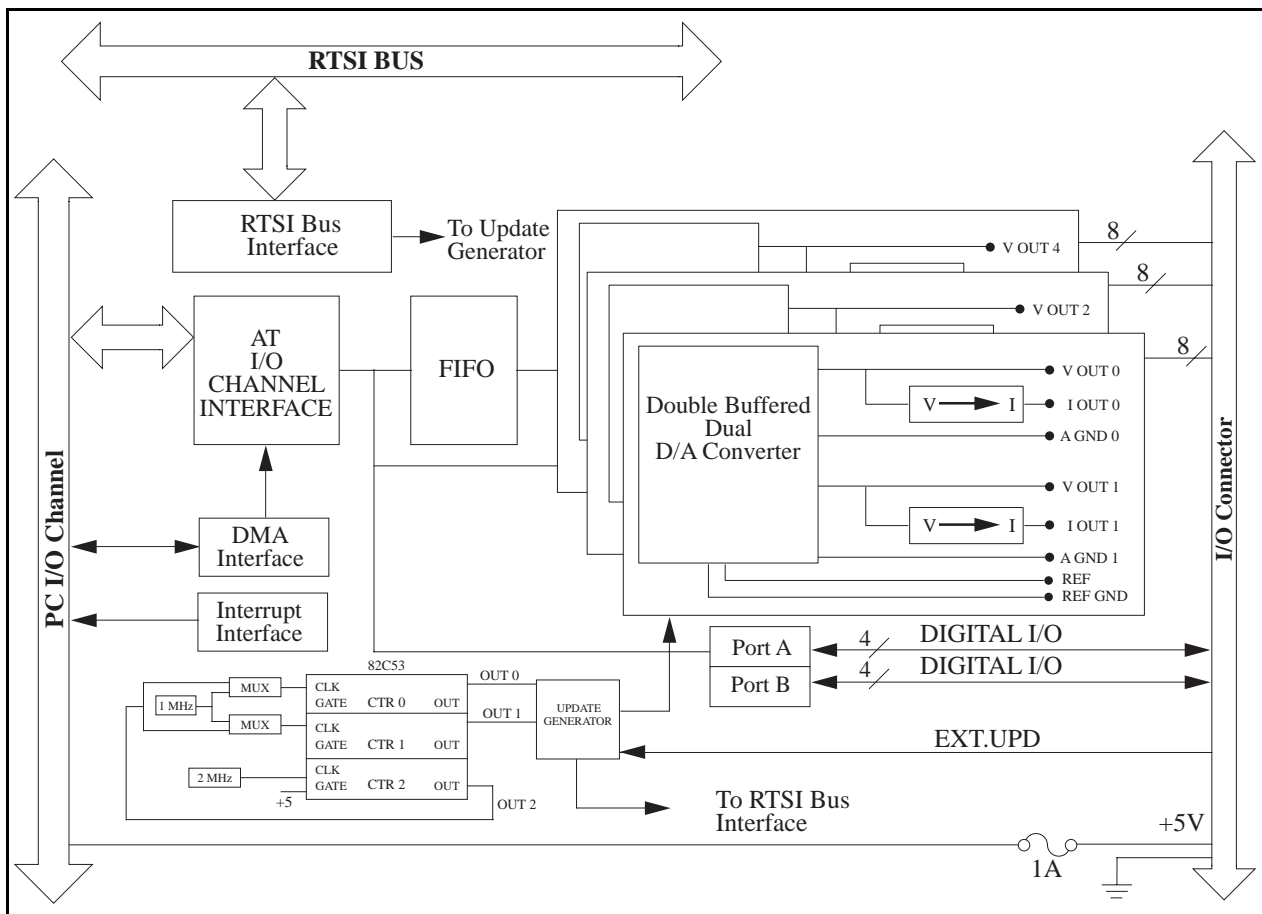 RTSI BUS
RTSI Bus
Interface
To Update
Generator
V OUT 4
8
8
V OUT 2
8
PC I/O Channel
AT
I/O
CHANNEL
INTERFACE
FIFO
Double Buffered
Dual
D/A Converter
V OUT 0
V I
I OUT 0
A GND 0
V OUT 1
V I
I OUT 1
A GND 1
REF
REF GND
I/O Connector
DMA
Interface
Interrupt
Interface
Port A
4
DIGITAL I/O
Port B
4
DIGITAL I/O
82C53
MUX
1 MHz
MUX
2 MHz
+5
CLK
GATE CTR 0 OUT
CLK
GATE CTR 1 OUT
CLK
GATE CTR 2 OUT
OUT 0
OUT 1
OUT 2
UPDATE
GENERATOR
EXT.UPD
To RTSI Bus
Interface
+5V
1A